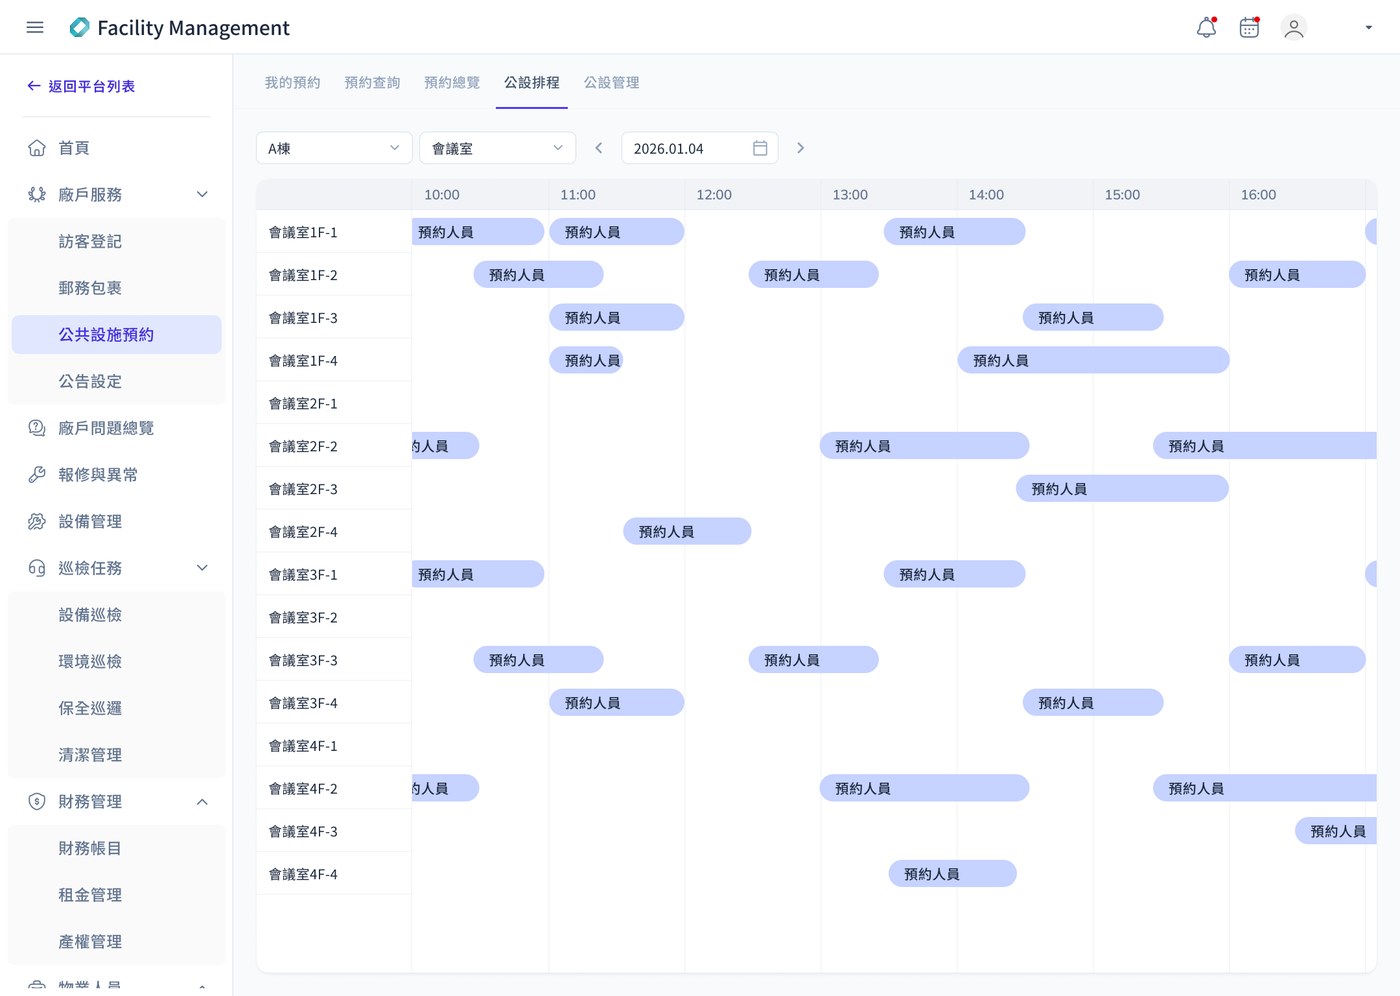 Facility Management
返回平台列表
首頁
廠戶服務
訪客登記
郵務包裹
公共設施預約
公告設定
廠戶問題總覽
報修與異常
設備管理
巡檢任務
設備巡檢
環境巡檢
保全巡邏
清潔管理
財務管理
財務帳目
租金管理
產權管理
物業人員
我的預約 預約查詢 預約總覽 公設排程 公設管理
A棟 會議室 2026.01.04
10:00 11:00 12:00 13:00 14:00 15:00 16:00
會議室1F-1 預約人員 預約人員 預約人員
會議室1F-2 預約人員 預約人員 預約人員
會議室1F-3 預約人員 預約人員
會議室1F-4 預約人員 預約人員
會議室2F-1
會議室2F-2 約人員 預約人員 預約人員
會議室2F-3 預約人員
會議室2F-4 預約人員
會議室3F-1 預約人員 預約人員
會議室3F-2
會議室3F-3 預約人員 預約人員 預約人員
會議室3F-4 預約人員 預約人員
會議室4F-1
會議室4F-2 約人員 預約人員 預約人員
會議室4F-3 預約人員
會議室4F-4 預約人員